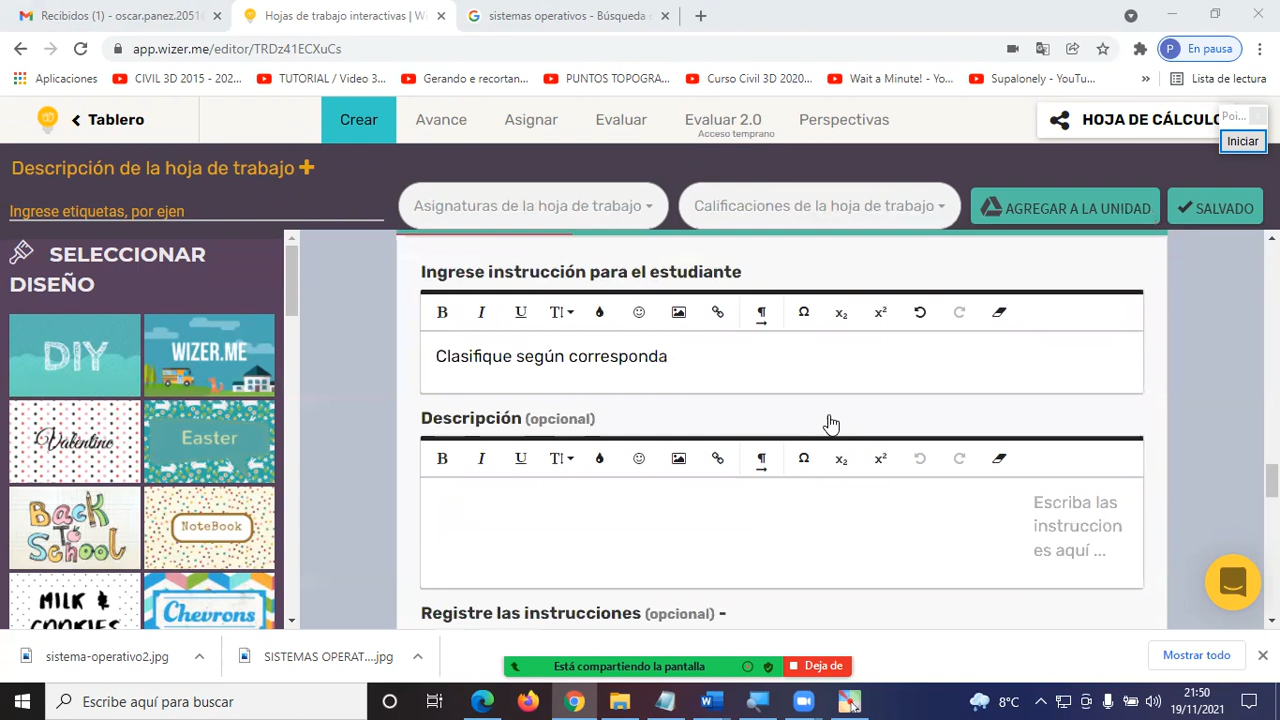 Recibidos (1) - oscar.panez.2051
Hojas de trabajo interactivas | W
sistemas operativos - Búsqueda
app.wizer.me/editor/TRDz41ECXuCs
P En pausa
Aplicaciones
CIVIL 3D 2015 - 202...
TUTORIAL / Video 3...
Gerando e recortan...
PUNTOS TOPOGRA...
Curso Civil 3D 2020...
Wait a Minute! - Yo...
Supalonely - YouTu...
»
Lista de lectura
Tablero
Crear
Avance
Asignar
Evaluar
Evaluar 2.0
Acceso temprano
Perspectivas
HOJA DE CÁLCULO
Poi...
Iniciar
Descripción de la hoja de trabajo +
Ingrese etiquetas, por ejen
Asignaturas de la hoja de trabajo
Calificaciones de la hoja de trabajo
AGREGAR A LA UNIDAD
SALVADO
SELECCIONAR
DISEÑO
DIY
WIZER.ME
Valentine
Easter
Back
To
School
NoteBook
MILK &
COOKIES
Chevrons
Ingrese instrucción para el estudiante
B I U T! ¶ Ω x₂ x²
Clasifique según corresponda
Descripción (opcional)
B I U T! ¶ Ω x₂ x²
Escriba las
instruccion
es aquí ...
Registre las instrucciones (opcional) -
sistema-operativo2.jpg
SISTEMAS OPERAT....jpg
Mostrar todo
Está compartiendo la pantalla
Deja de
Escribe aquí para buscar
8°C
21:50
19/11/2021